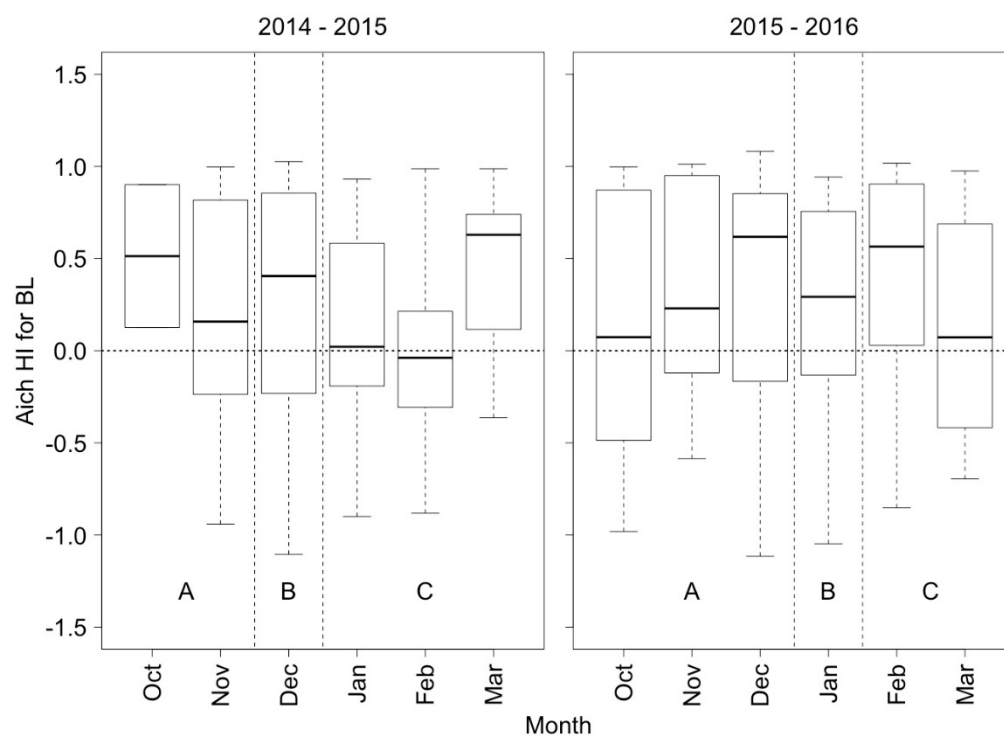 2014 - 2015
2015 - 2016
Aich HI for BL
1.5
1.0
0.5
0.0
-0.5
-1.0
-1.5
A
B
C
A
B
C
Oct
Nov
Dec
Jan
Feb
Mar
Oct
Nov
Dec
Jan
Feb
Mar
Month